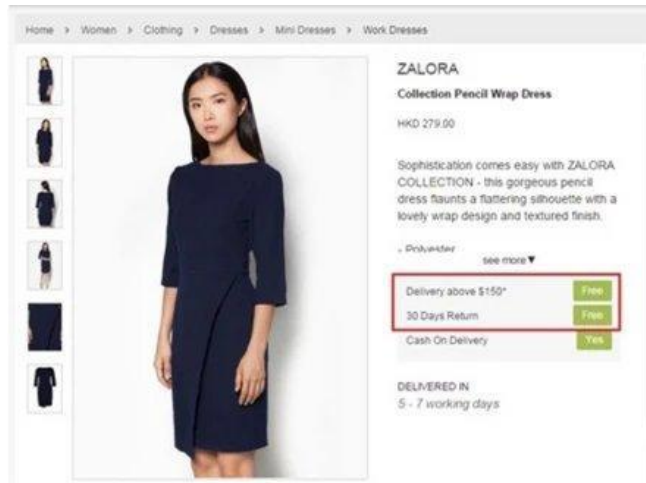 Home > Women > Clothing > Dresses > Mini Dresses > Work Dresses
ZALORA
Collection Pencil Wrap Dress
HKD 279.00
Sophistication comes easy with ZALORA
COLLECTION - this gorgeous pencil
dress flaunts a flattering silhouette with a
lovely wrap design and textured finish.
- Polyester
see more▼
Delivery above $150* Free
30 Days Return Free
Cash On Delivery Yes
DELIVERED IN
5 - 7 working days